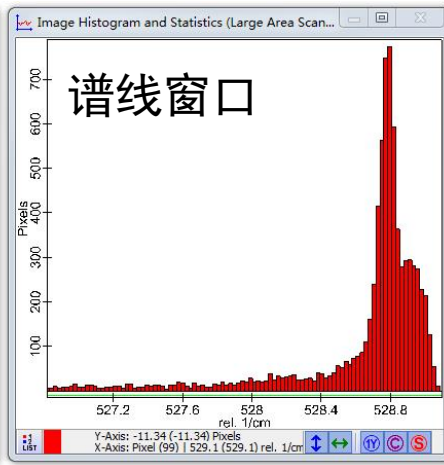 Image Histogram and Statistics (Large Area Scan...
谱线窗口
Pixels
700
600
500
400
300
200
100
527.2 527.6 528 528.4 528.8
rel. 1/cm
LIST
Y-Axis: -11.34 (-11.34) Pixels
X-Axis: Pixel (99) | 529.1 (529.1) rel. 1/cm
1Y C S